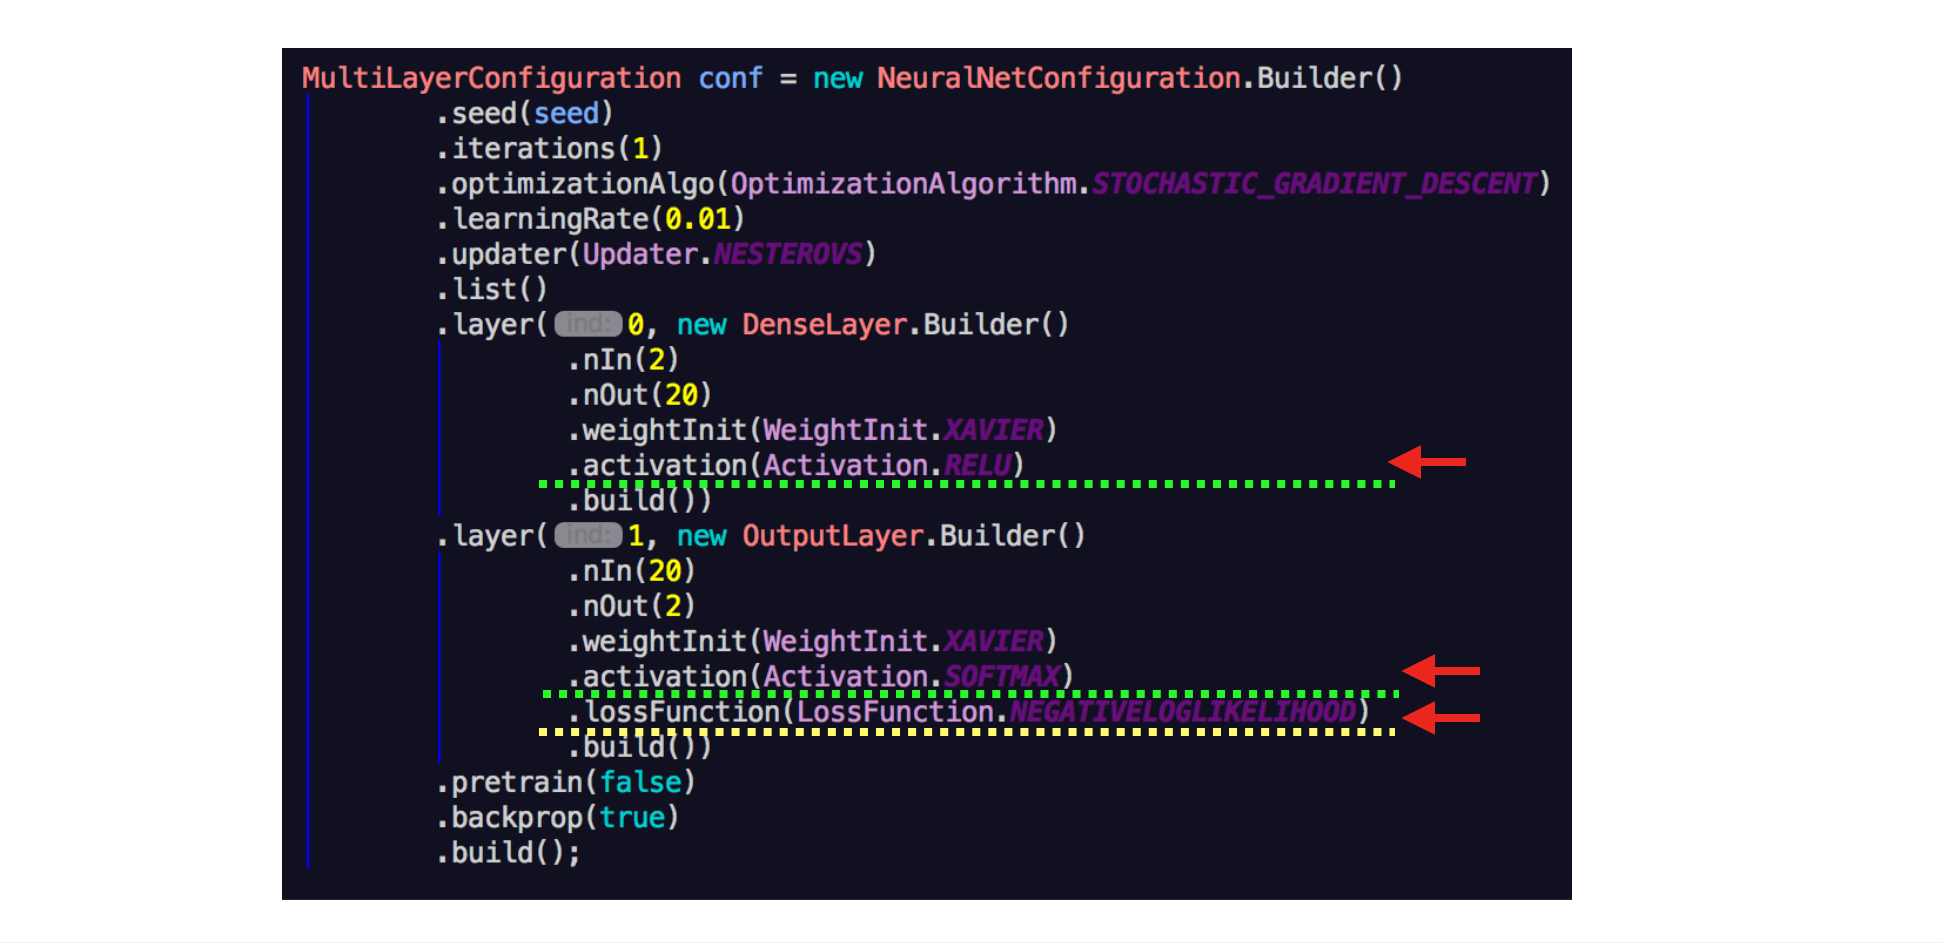 MultiLayerConfiguration conf = new NeuralNetConfiguration.Builder()
.seed(seed)
.iterations(1)
.optimizationAlgo(OptimizationAlgorithm.STOCHASTIC_GRADIENT_DESCENT)
.learningRate(0.01)
.updater(Updater.NESTEROVS)
.list()
.layer( ind: 0, new DenseLayer.Builder()
.nIn(2)
.nOut(20)
.weightInit(WeightInit.XAVIER)
.activation(Activation.RELU)
.build())
.layer( ind: 1, new OutputLayer.Builder()
.nIn(20)
.nOut(2)
.weightInit(WeightInit.XAVIER)
.activation(Activation.SOFTMAX)
.lossFunction(LossFunction.NEGATIVELOGLIKELIHOOD)
.build())
.pretrain(false)
.backprop(true)
.build();